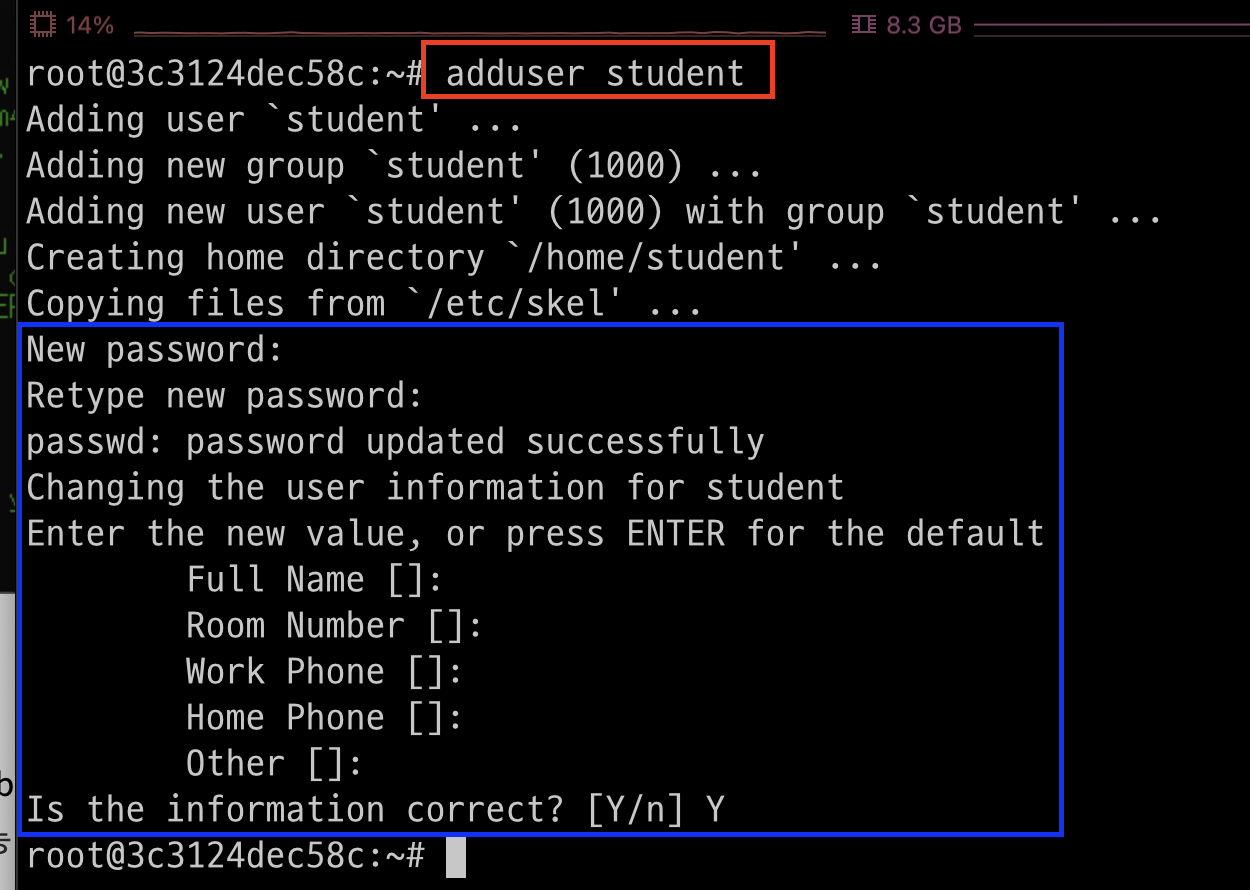 14% 8.3 GB
root@3c3124dec58c:~# adduser student
Adding user `student' ...
Adding new group `student' (1000) ...
Adding new user `student' (1000) with group `student' ...
Creating home directory `/home/student' ...
Copying files from `/etc/skel' ...
New password:
Retype new password:
passwd: password updated successfully
Changing the user information for student
Enter the new value, or press ENTER for the default
        Full Name []:
        Room Number []:
        Work Phone []:
        Home Phone []:
        Other []:
Is the information correct? [Y/n] Y
root@3c3124dec58c:~#